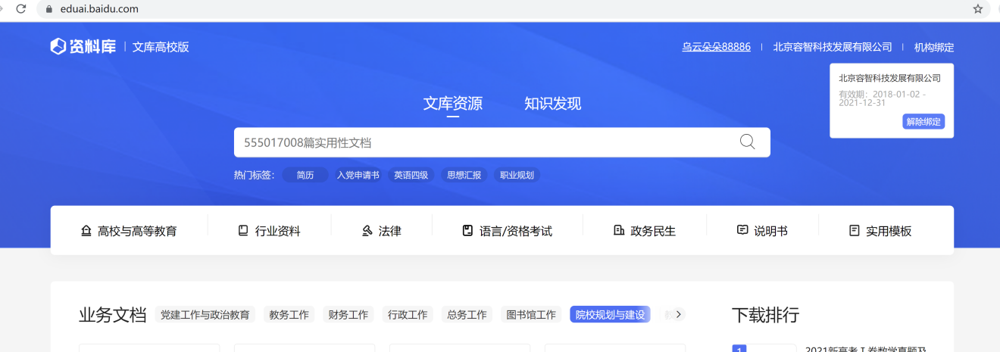 eduai.baidu.com
资料库 | 文库高校版
乌云朵朵88886 | 北京容智科技发展有限公司 | 机构绑定
北京容智科技发展有限公司
有效期：2018-01-02 -
2021-12-31
解除绑定
文库资源 知识发现
555017008篇实用性文档
热门标签： 简历 入党申请书 英语四级 思想汇报 职业规划
高校与高等教育 行业资料 法律 语言/资格考试 政务民生 说明书 实用模板
业务文档 党建工作与政治教育 教务工作 财务工作 行政工作 总务工作 图书馆工作 院校规划与建设
下载排行
1 2021新高考Ⅰ卷数学真题及